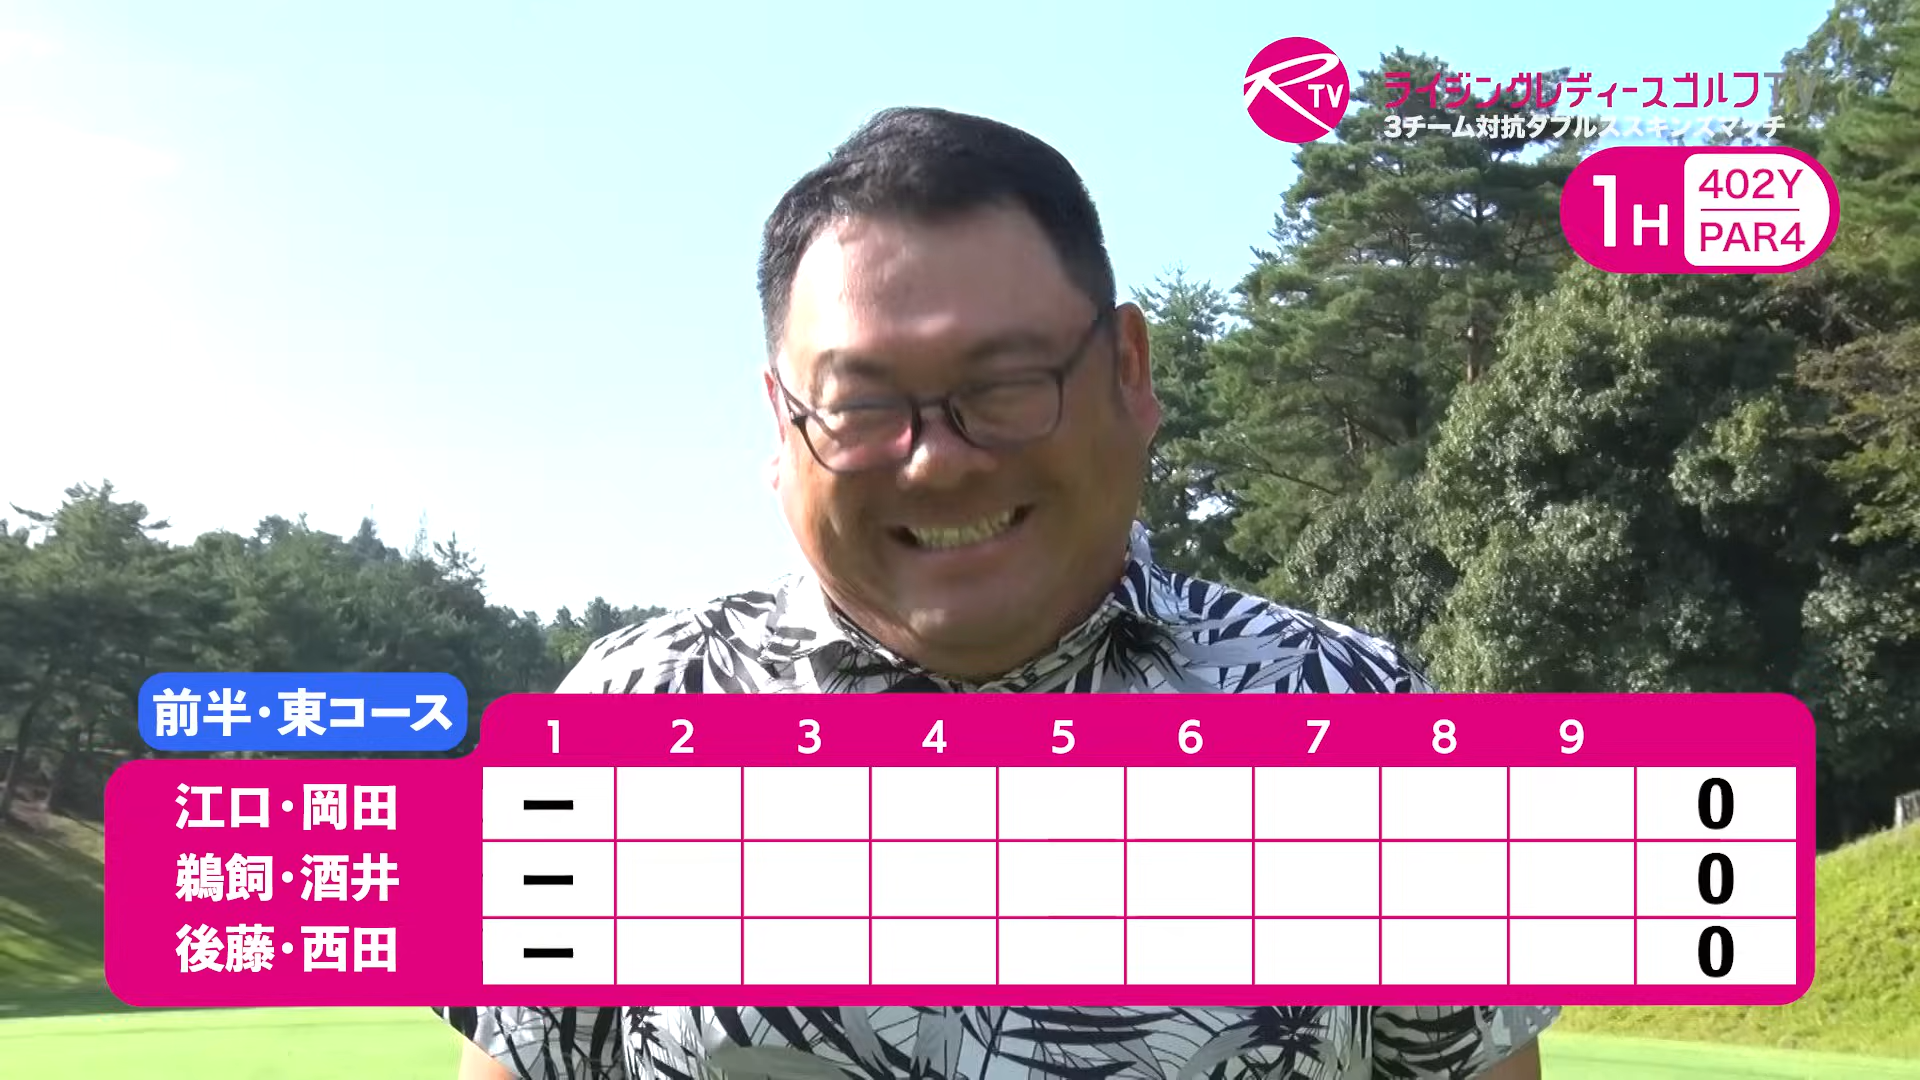 RTV
ライジングレディースゴルフTV
3チーム対抗ダブルススキンズマッチ
1H 402Y
PAR4
前半・東コース
1 2 3 4 5 6 7 8 9
江口・岡田 ー 0
鵜飼・酒井 ー 0
後藤・西田 ー 0